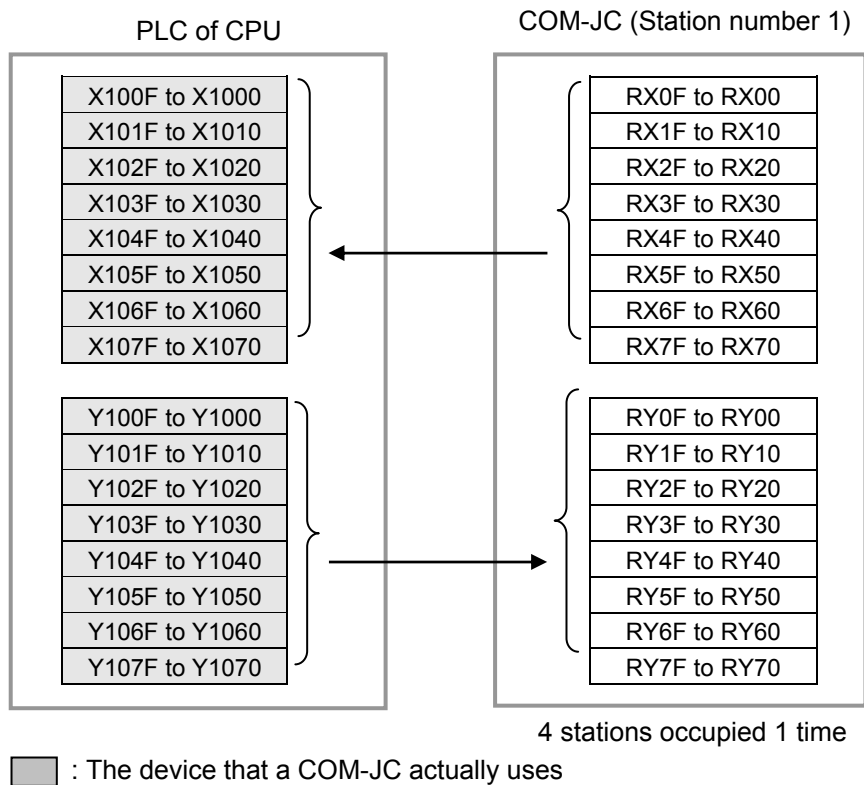 PLC of CPU
COM-JC (Station number 1)
X100F to X1000
X101F to X1010
X102F to X1020
X103F to X1030
X104F to X1040
X105F to X1050
X106F to X1060
X107F to X1070
RX0F to RX00
RX1F to RX10
RX2F to RX20
RX3F to RX30
RX4F to RX40
RX5F to RX50
RX6F to RX60
RX7F to RX70
Y100F to Y1000
Y101F to Y1010
Y102F to Y1020
Y103F to Y1030
Y104F to Y1040
Y105F to Y1050
Y106F to Y1060
Y107F to Y1070
RY0F to RY00
RY1F to RY10
RY2F to RY20
RY3F to RY30
RY4F to RY40
RY5F to RY50
RY6F to RY60
RY7F to RY70
4 stations occupied 1 time
: The device that a COM-JC actually uses